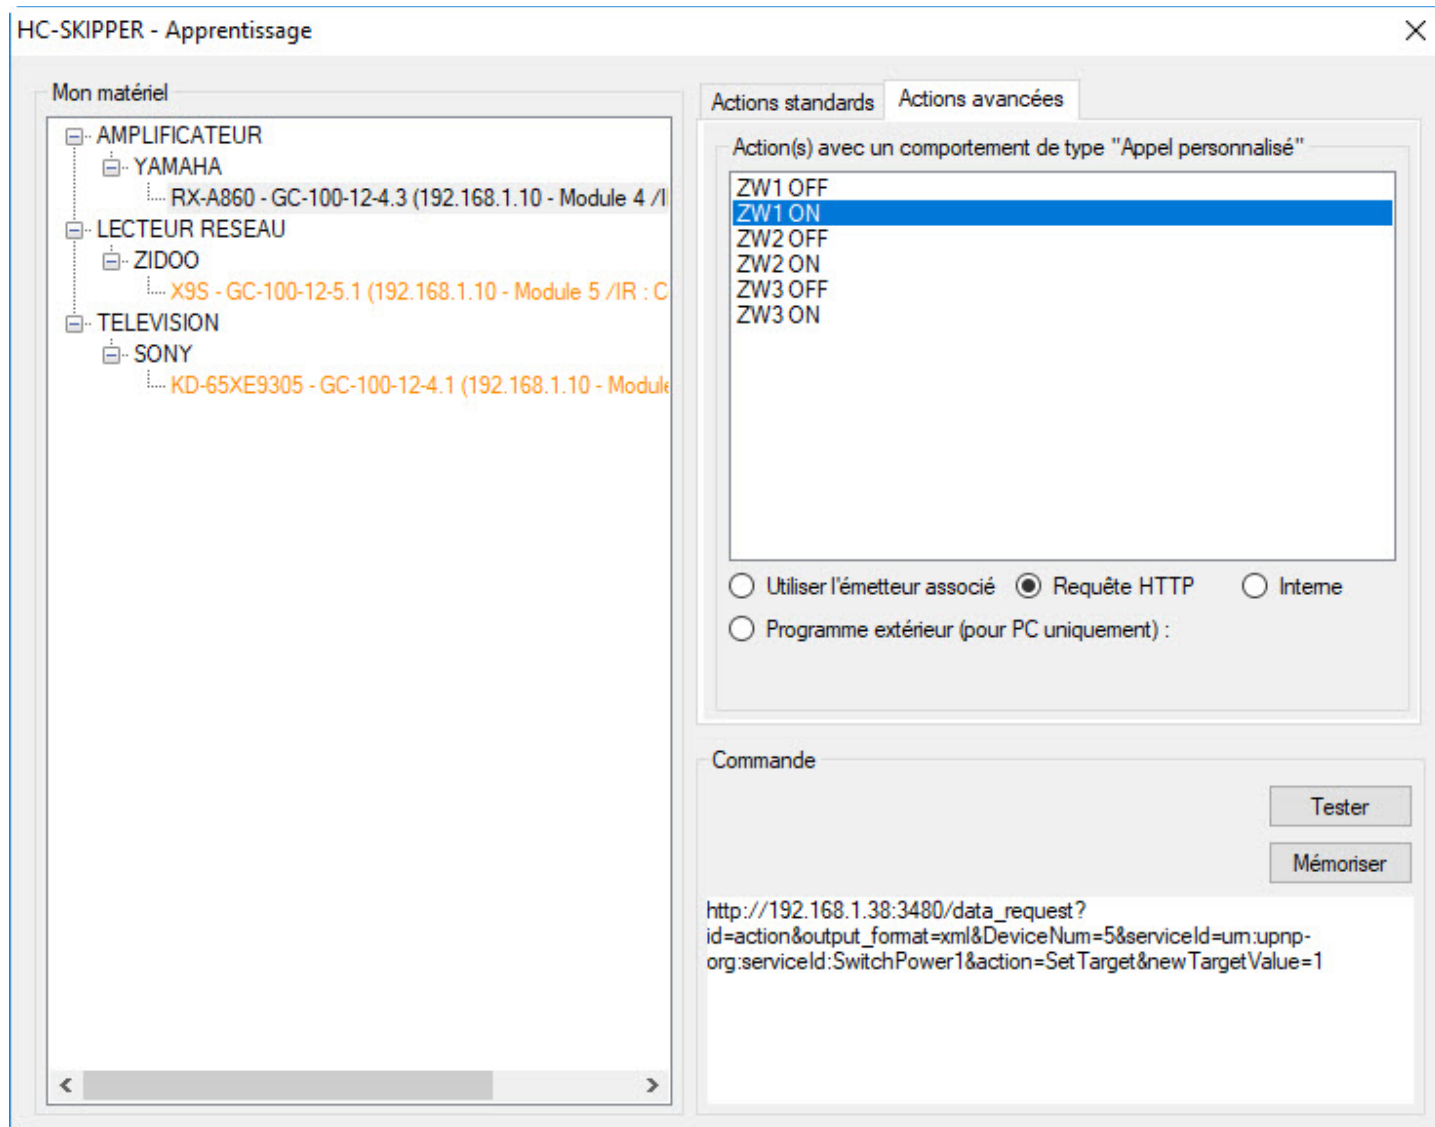 HC-SKIPPER - Apprentissage
Mon matériel
AMPLIFICATEUR
YAMAHA
RX-A860 - GC-100-12-4.3 (192.168.1.10 - Module 4 /I
LECTEUR RESEAU
ZIDOO
X9S - GC-100-12-5.1 (192.168.1.10 - Module 5 /IR : C
TELEVISION
SONY
KD-65XE9305 - GC-100-12-4.1 (192.168.1.10 - Module
Actions standards
Actions avancées
Action(s) avec un comportement de type "Appel personnalisé"
ZW1 OFF
ZW1 ON
ZW2 OFF
ZW2 ON
ZW3 OFF
ZW3 ON
Utiliser l'émetteur associé
Requête HTTP
Interne
Programme extérieur (pour PC uniquement) :
Commande
Tester
Mémoriser
http://192.168.1.38:3480/data_request?
id=action&output_format=xml&DeviceNum=5&serviceId=urn:upnp-
org:serviceId:SwitchPower1&action=SetTarget&newTargetValue=1